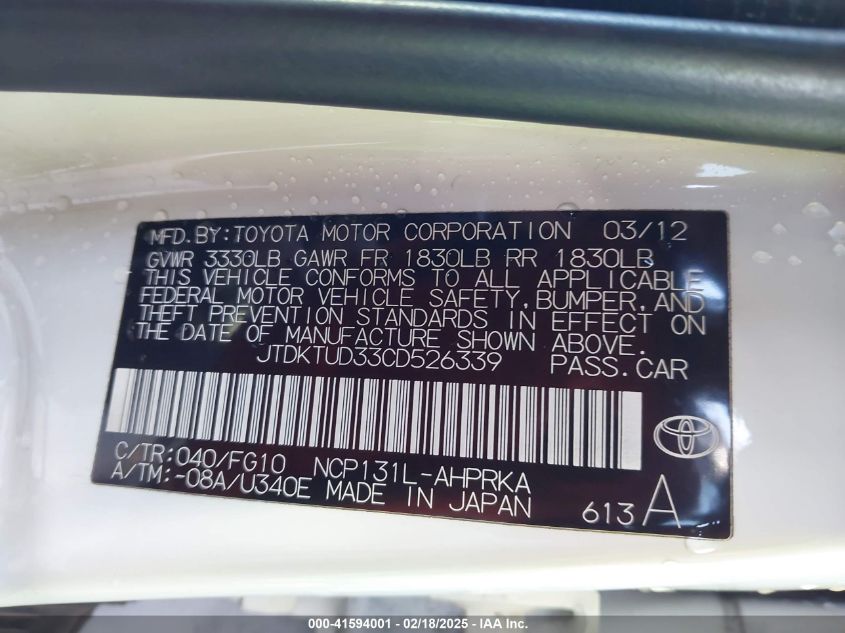 MFD. BY: TOYOTA MOTOR CORPORATION 03/12
GVWR 3330LB GAWR FR 1830LB RR 1830LB
THIS VEHICLE CONFORMS TO ALL APPLICABLE
FEDERAL MOTOR VEHICLE SAFETY, BUMPER, AND
THEFT PREVENTION STANDARDS IN EFFECT ON
THE DATE OF MANUFACTURE SHOWN ABOVE.
JTDKTUD33CD526339 PASS. CAR
C/TR: 040/FG10 NCP131L-AHPRKA
A/TM: -08A/U340E MADE IN JAPAN 613 A
000-41594001 - 02/18/2025 - IAA Inc.